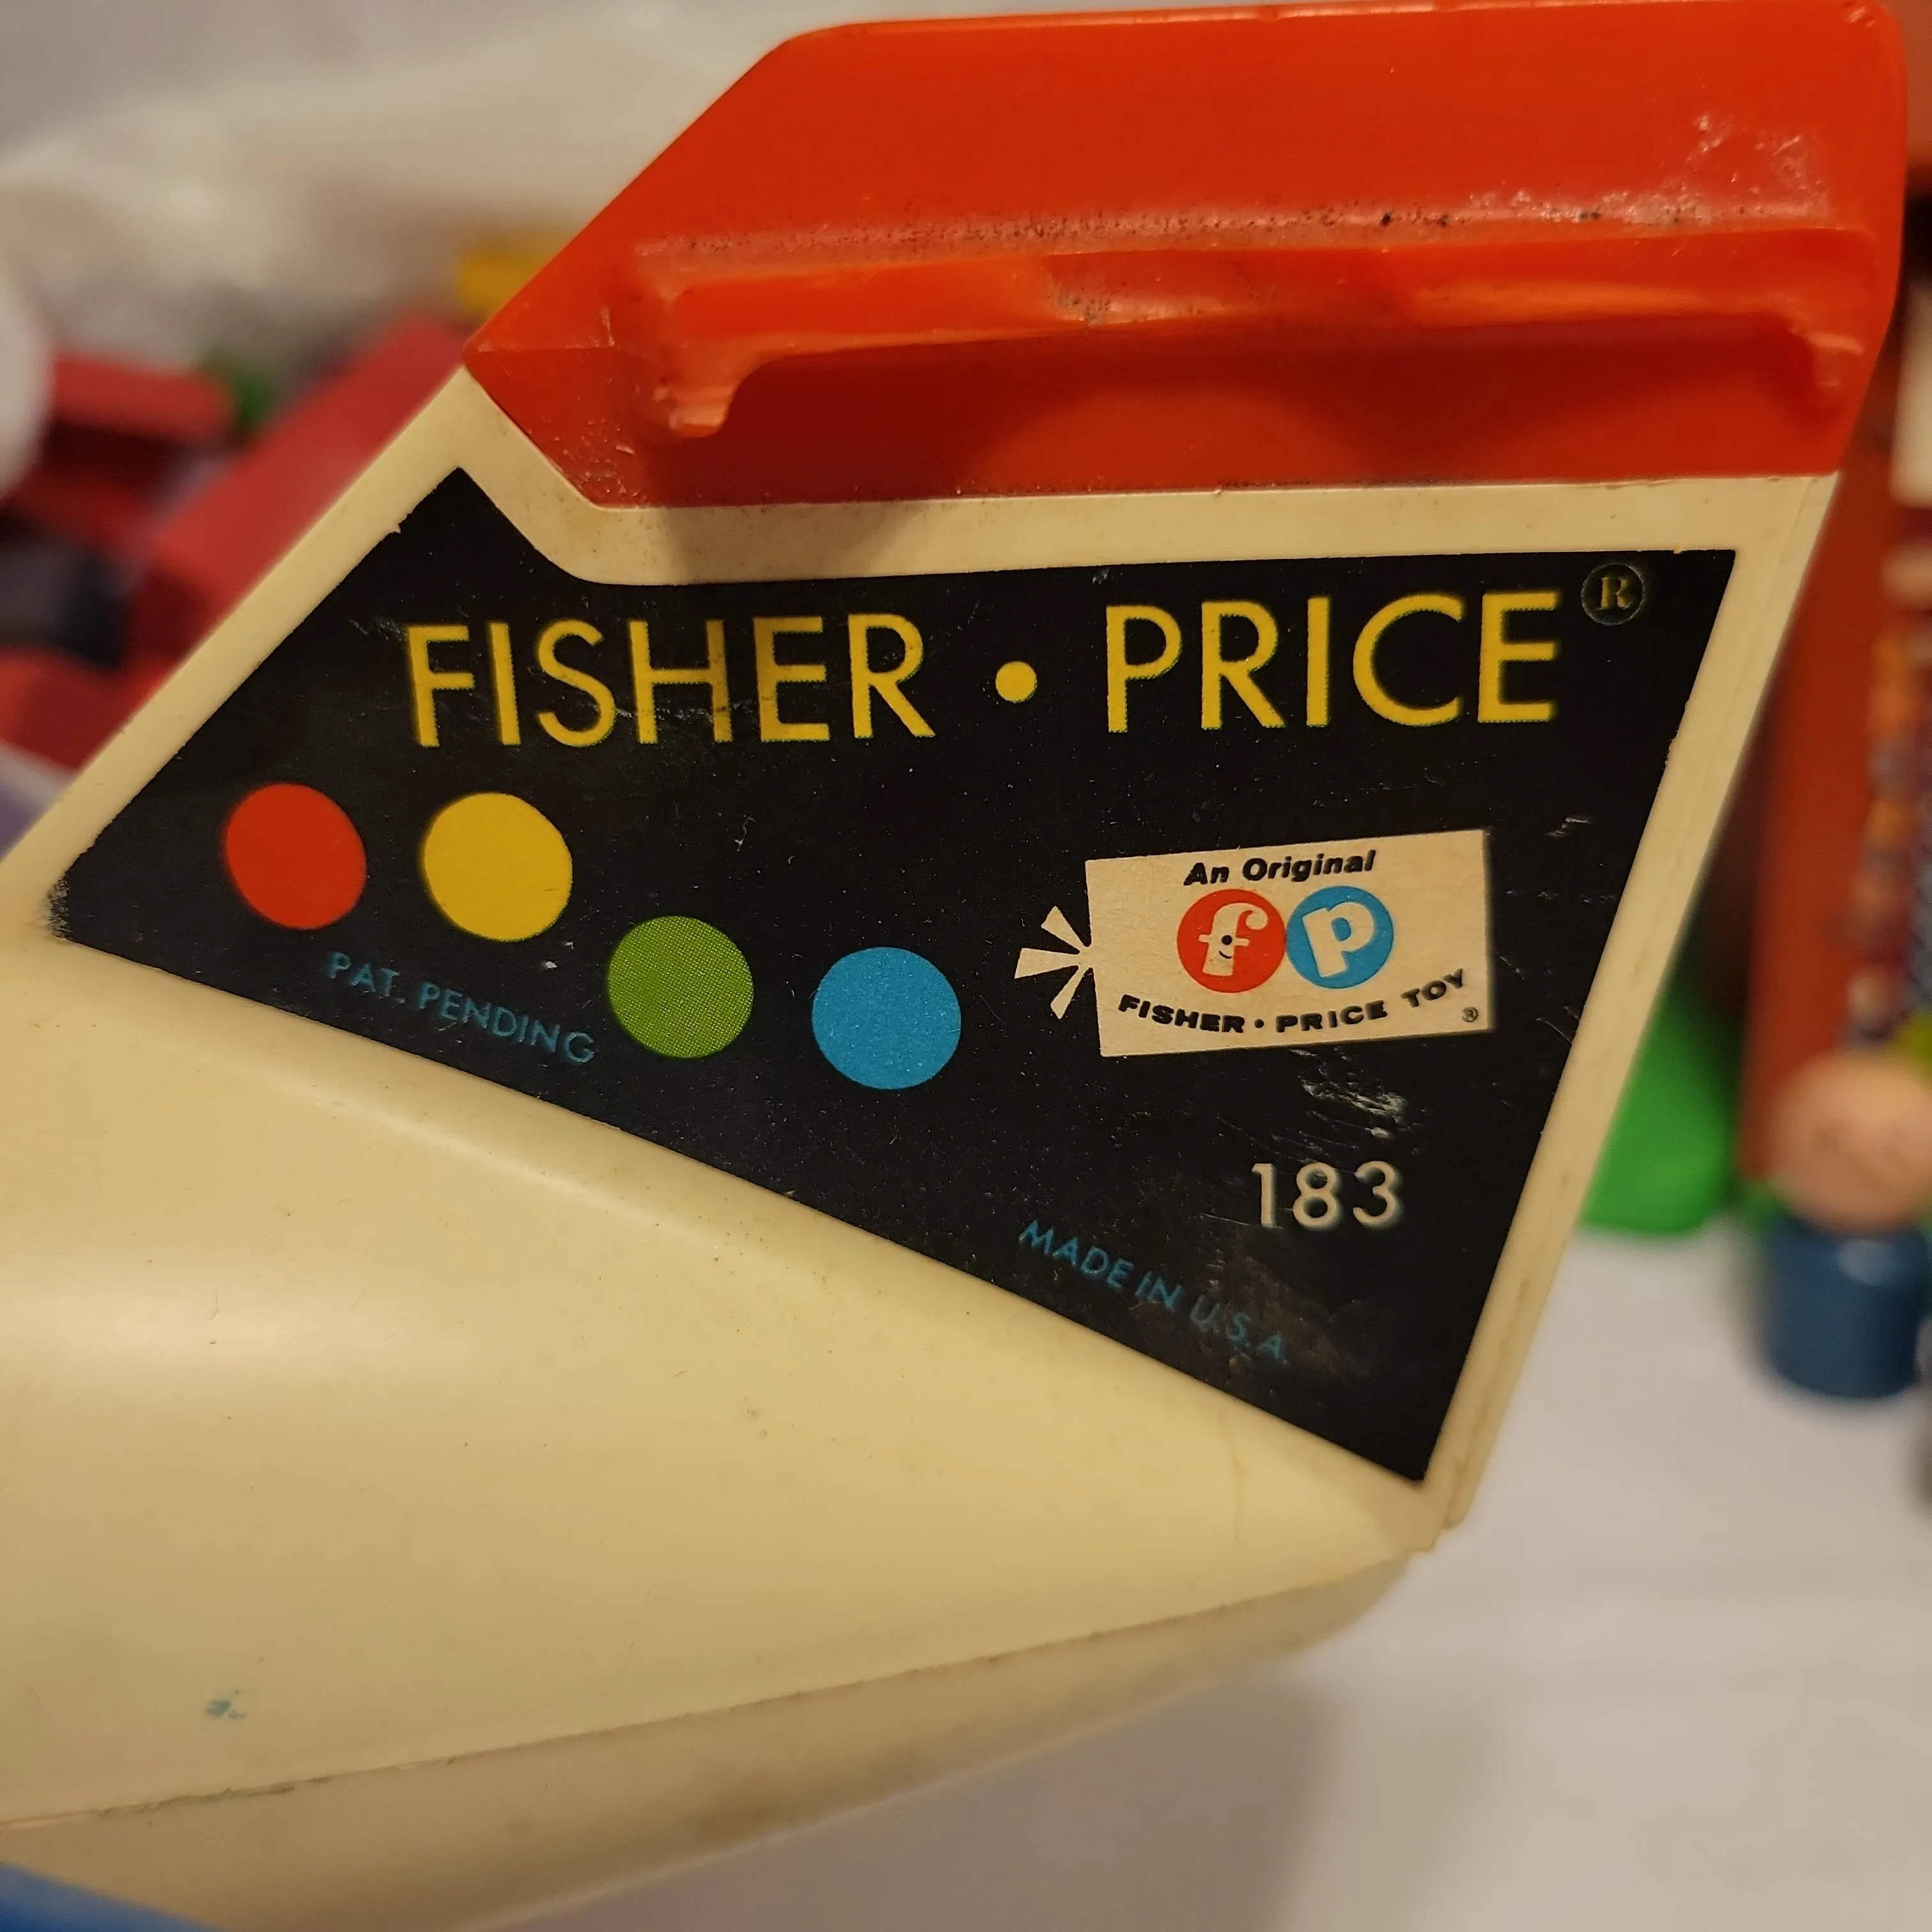 FISHER • PRICE®
An Original
fp
FISHER • PRICE TOY ®
PAT. PENDING
183
MADE IN U.S.A.